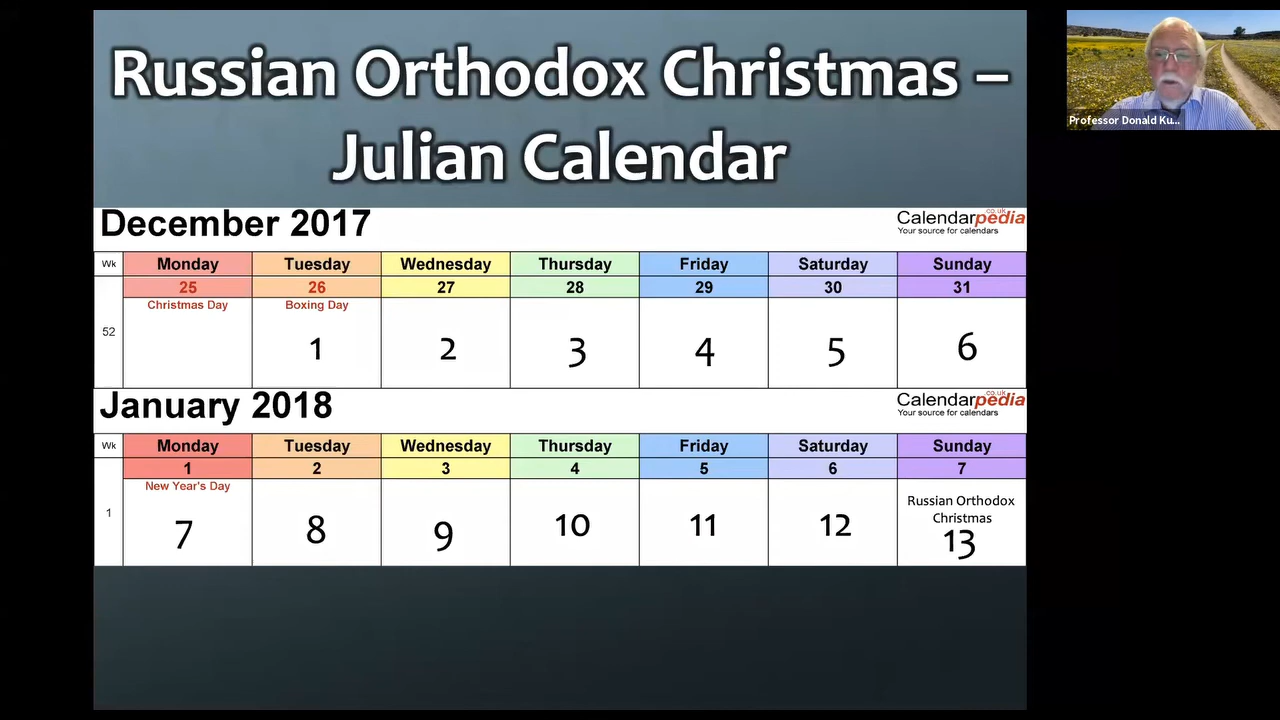 Russian Orthodox Christmas –
Julian Calendar
Professor Donald Ku...
December 2017
Calendarpedia
co.uk
Your source for calendars
Wk Monday Tuesday Wednesday Thursday Friday Saturday Sunday
25 26 27 28 29 30 31
Christmas Day Boxing Day
52
1 2 3 4 5 6
January 2018
Calendarpedia
co.uk
Your source for calendars
Wk Monday Tuesday Wednesday Thursday Friday Saturday Sunday
1 2 3 4 5 6 7
New Year's Day
Russian Orthodox
Christmas
1
7 8 9 10 11 12 13